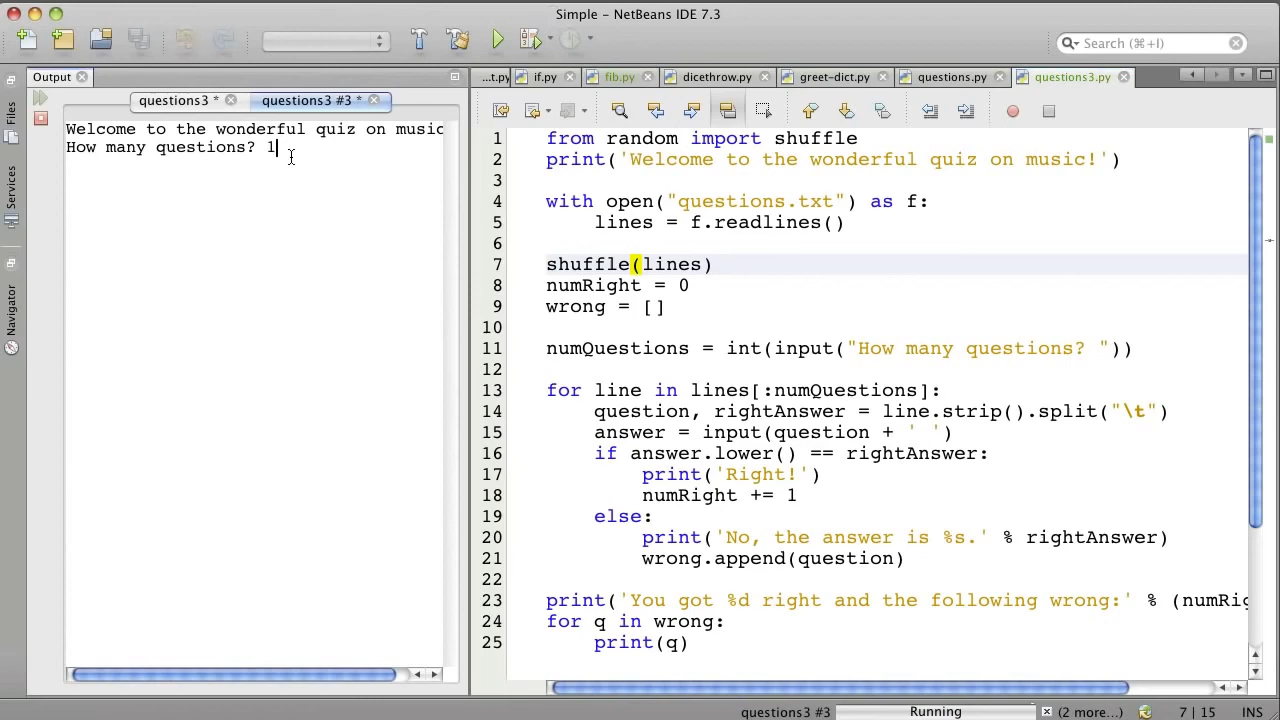 Simple - NetBeans IDE 7.3
Search (⌘+I)
Output
...t.py
if.py
fib.py
dicethrow.py
greet-dict.py
questions.py
questions3.py
questions3 *
questions3 #3 *
Files
Services
Navigator
Welcome to the wonderful quiz on music
How many questions? 1
1 from random import shuffle
2 print('Welcome to the wonderful quiz on music!')
3
4 with open("questions.txt") as f:
5     lines = f.readlines()
6
7 shuffle(lines)
8 numRight = 0
9 wrong = []
10
11 numQuestions = int(input("How many questions? "))
12
13 for line in lines[:numQuestions]:
14     question, rightAnswer = line.strip().split("\t")
15     answer = input(question + ' ')
16     if answer.lower() == rightAnswer:
17         print('Right!')
18         numRight += 1
19     else:
20         print('No, the answer is %s.' % rightAnswer)
21         wrong.append(question)
22
23 print('You got %d right and the following wrong:' % (numRig
24 for q in wrong:
25     print(q)
questions3 #3
Running
(2 more...)
7 | 15
INS